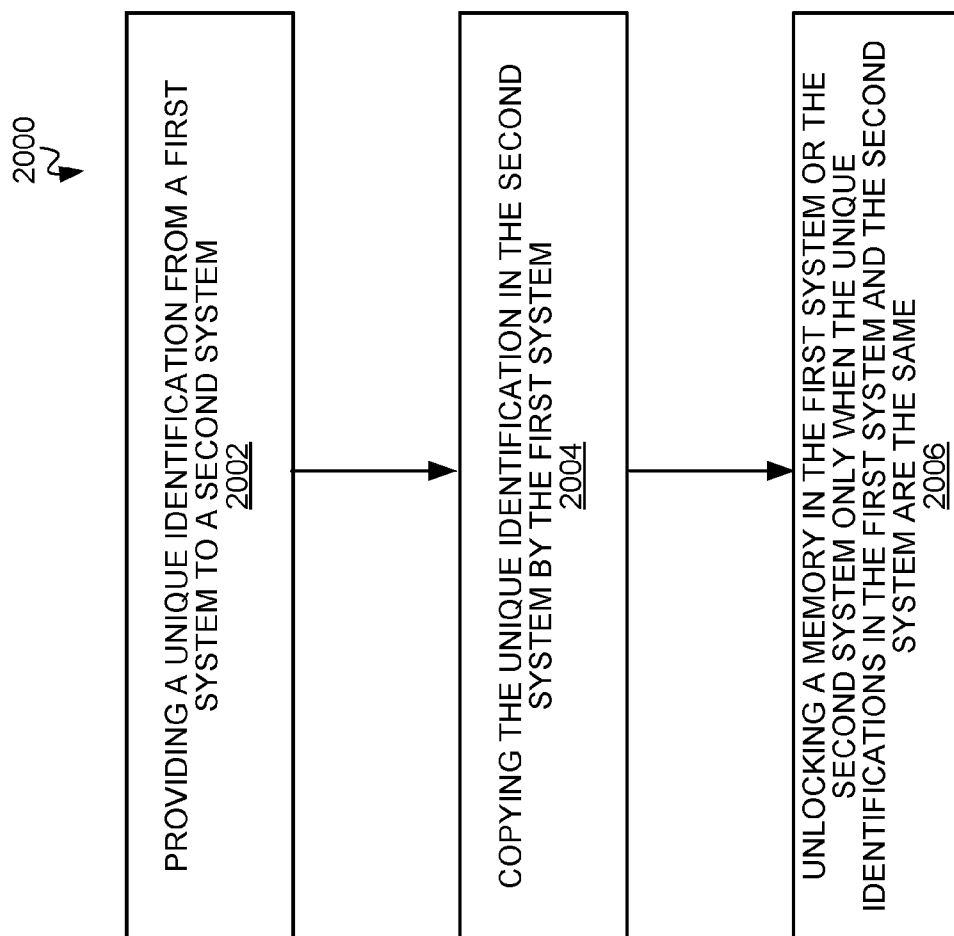 2000
PROVIDING A UNIQUE IDENTIFICATION FROM A FIRST
SYSTEM TO A SECOND SYSTEM
2002
COPYING THE UNIQUE IDENTIFICATION IN THE SECOND
SYSTEM BY THE FIRST SYSTEM
2004
UNLOCKING A MEMORY IN THE FIRST SYSTEM OR THE
SECOND SYSTEM ONLY WHEN THE UNIQUE
IDENTIFICATIONS IN THE FIRST SYSTEM AND THE SECOND
SYSTEM ARE THE SAME
2006